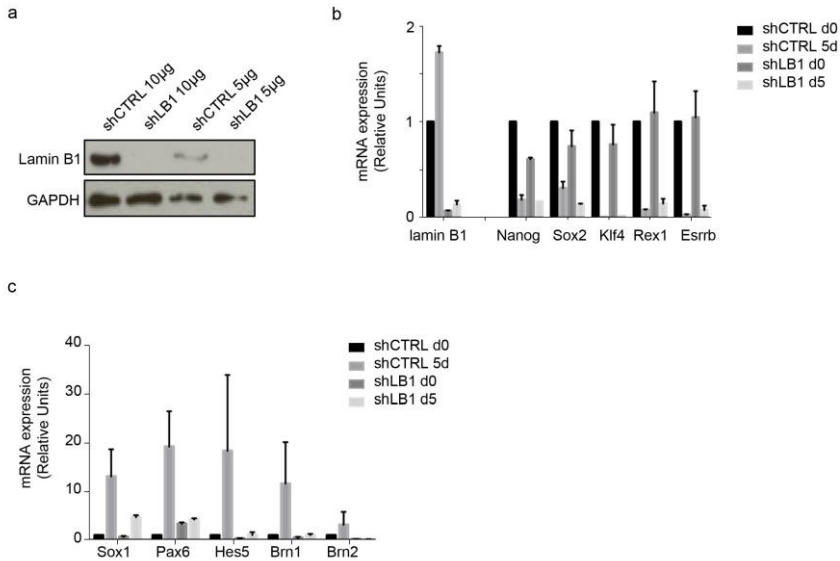 a
shCTRL 10µg
shLB1 10µg
shCTRL 5µg
shLB1 5µg
Lamin B1
GAPDH
b
mRNA expression
(Relative Units)
2
1
0
lamin B1 Nanog Sox2 Klf4 Rex1 Esrrb
shCTRL d0
shCTRL 5d
shLB1 d0
shLB1 d5
c
mRNA expression
(Relative Units)
40
30
20
10
0
Sox1 Pax6 Hes5 Brn1 Brn2
shCTRL d0
shCTRL 5d
shLB1 d0
shLB1 d5